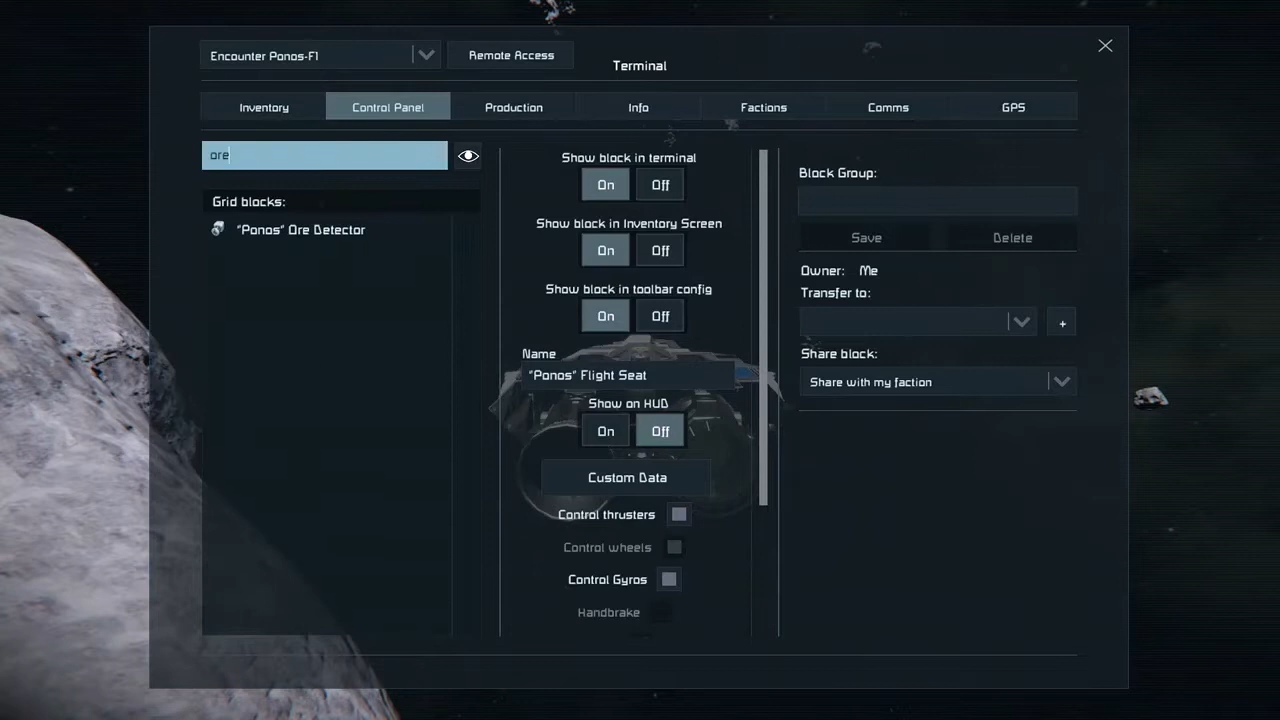 Encounter Ponos-F1
Remote Access
Terminal
Inventory
Control Panel
Production
Info
Factions
Comms
GPS
ore
Grid blocks:
"Ponos" Ore Detector
Show block in terminal
On Off
Show block in Inventory Screen
On Off
Show block in toolbar config
On Off
Name
"Ponos" Flight Seat
Show on HUD
On Off
Custom Data
Control thrusters
Control wheels
Control Gyros
Handbrake
Block Group:
Save
Delete
Owner: Me
Transfer to:
+
Share block:
Share with my faction